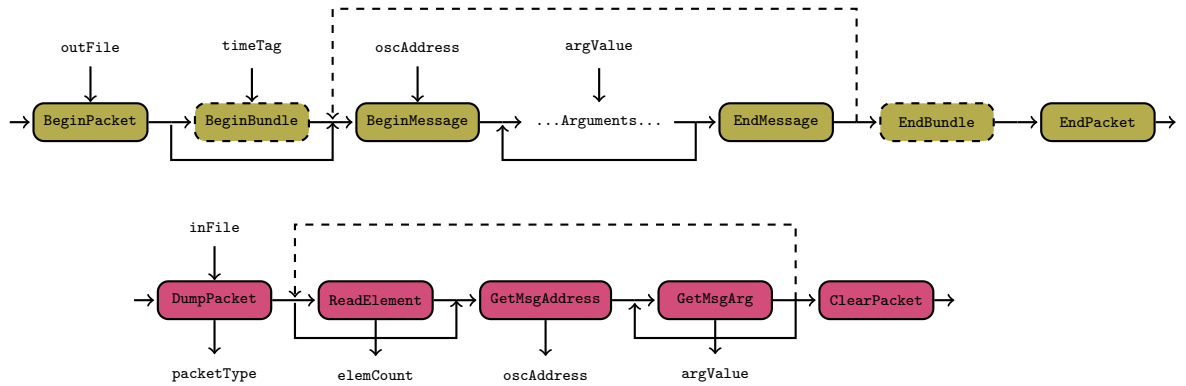 outFile
timeTag
oscAddress
argValue
BeginPacket
BeginBundle
BeginMessage
...Arguments...
EndMessage
EndBundle
EndPacket
inFile
DumpPacket
ReadElement
GetMsgAddress
GetMsgArg
ClearPacket
packetType
elemCount
oscAddress
argValue